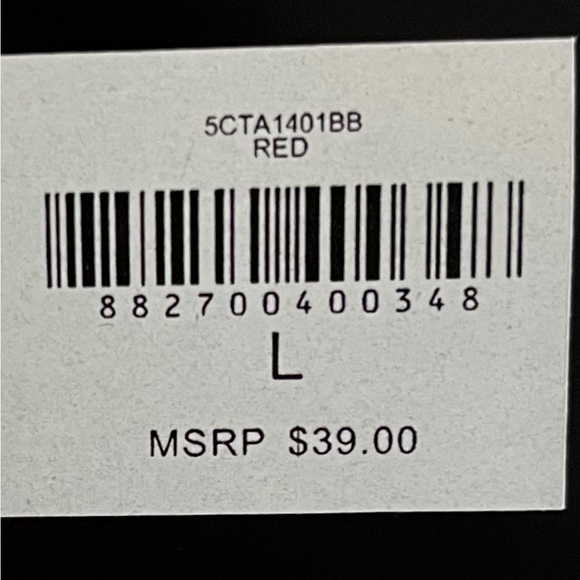 5CTA1401BB
RED
882700400348
L
MSRP $39.00